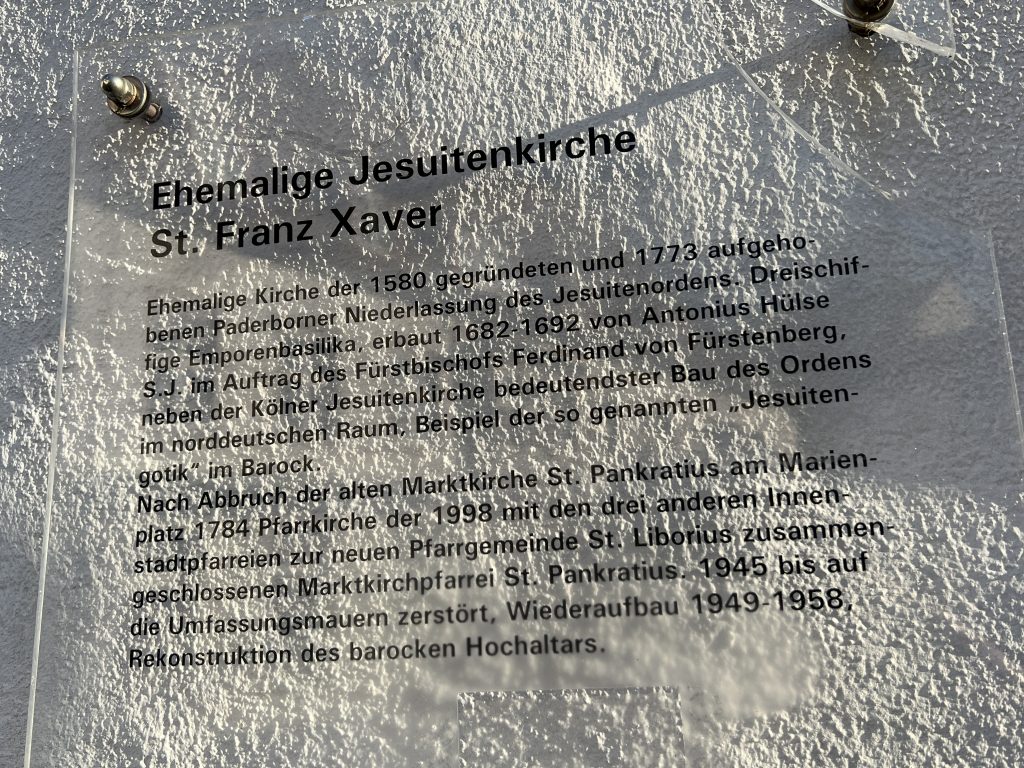 Ehemalige Jesuitenkirche
St. Franz Xaver
Ehemalige Kirche der 1580 gegründeten und 1773 aufgeho-
benen Paderborner Niederlassung des Jesuitenordens. Dreischif-
fige Emporenbasilika, erbaut 1682-1692 von Antonius Hülse
S.J. im Auftrag des Fürstbischofs Ferdinand von Fürstenberg,
neben der Kölner Jesuitenkirche bedeutendster Bau des Ordens
im norddeutschen Raum, Beispiel der so genannten „Jesuiten-
gotik“ im Barock.
Nach Abbruch der alten Marktkirche St. Pankratius am Marien-
platz 1784 Pfarrkirche der 1998 mit den drei anderen Innen-
stadtpfarreien zur neuen Pfarrgemeinde St. Liborius zusammen-
geschlossenen Marktkirchpfarrei St. Pankratius. 1945 bis auf
die Umfassungsmauern zerstört, Wiederaufbau 1949-1958,
Rekonstruktion des barocken Hochaltars.